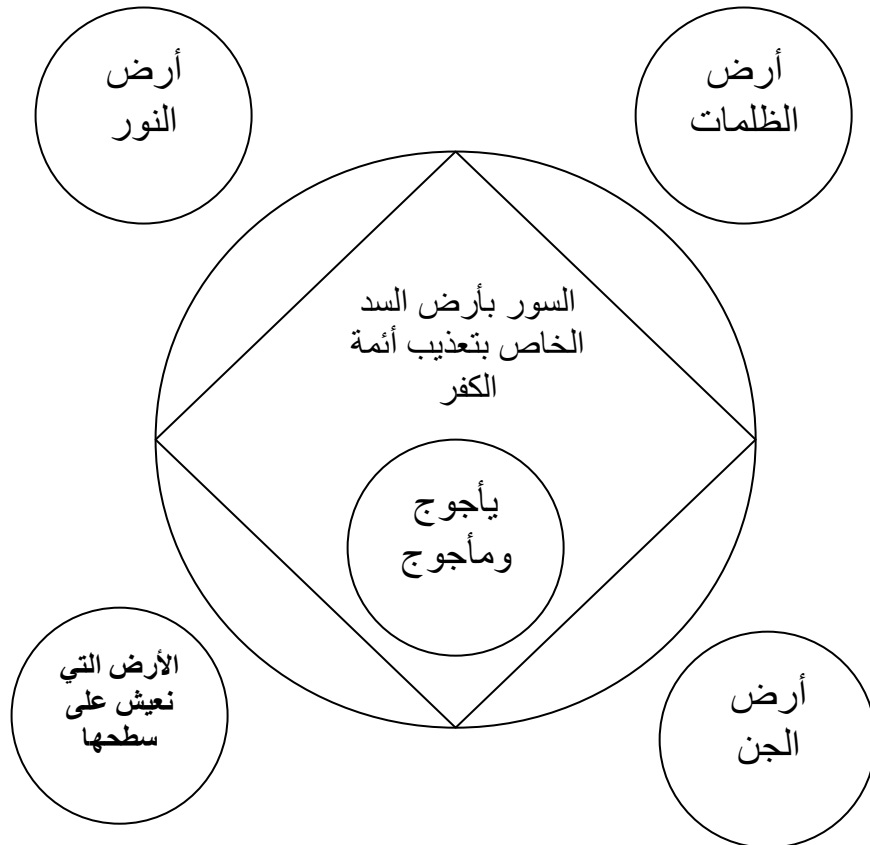 أرض
الظلمات
أرض
النور
السور بأرض السد
الخاص بتعذيب أئمة
الكفر
يأجوج
ومأجوج
أرض
الجن
الأرض التي
نعيش على
سطحها